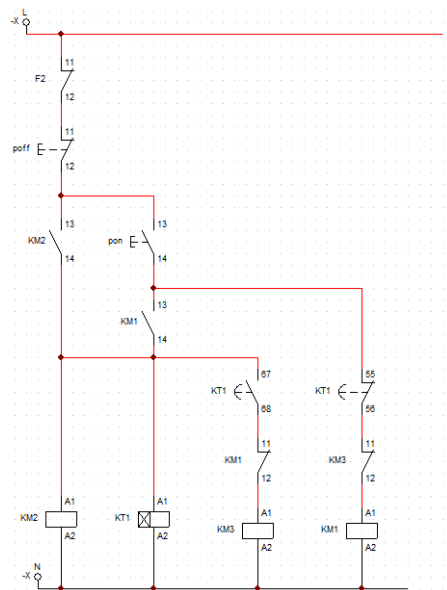 L
-X
11
F2
12
11
poff
12
13 13
KM2 pon
14 14
13
KM1
14
67 55
KT1 KT1
68 56
11 11
KM1 KM3
12 12
A1 A1 A1 A1
KM2 KT1 KM3 KM1
A2 A2 A2 A2
N
-X